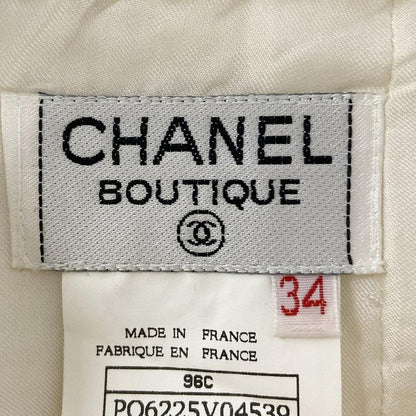 CHANEL
BOUTIQUE
34
MADE IN FRANCE
FABRIQUE EN FRANCE
96C
PO6225V04539